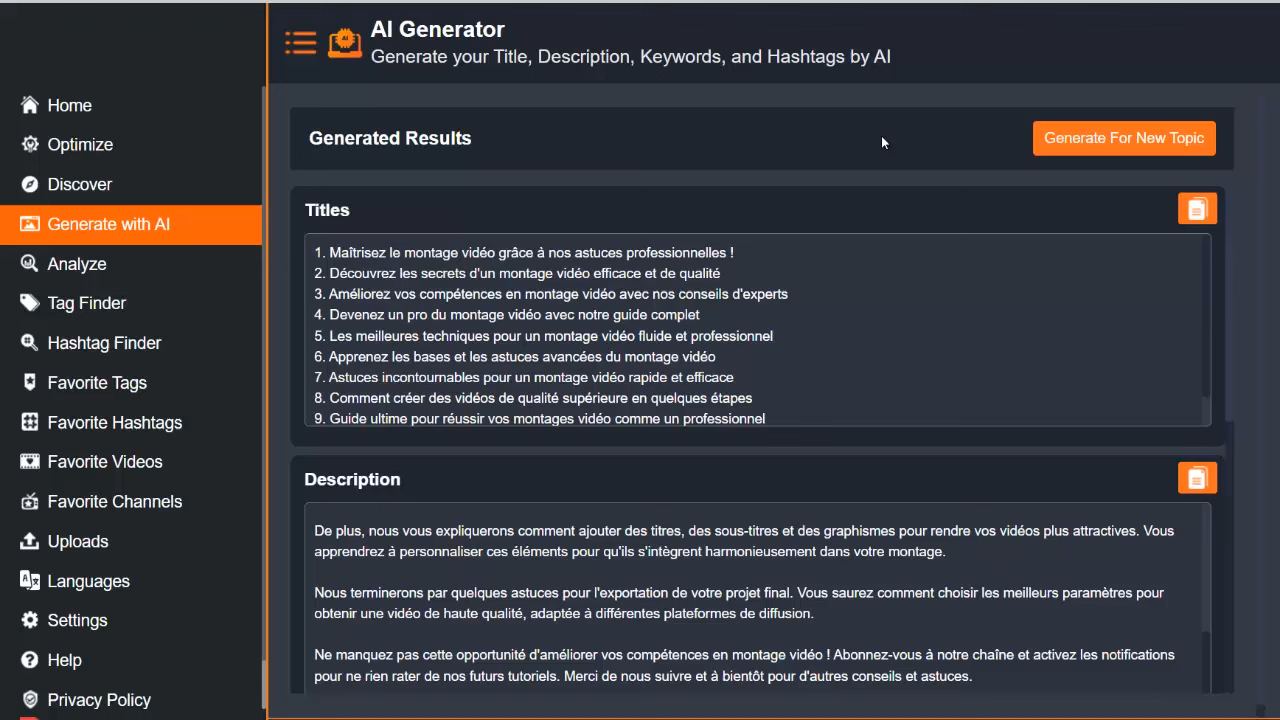 AI Generator
Generate your Title, Description, Keywords, and Hashtags by AI
Home
Optimize
Discover
Generate with AI
Analyze
Tag Finder
Hashtag Finder
Favorite Tags
Favorite Hashtags
Favorite Videos
Favorite Channels
Uploads
Languages
Settings
Help
Privacy Policy
Generated Results
Generate For New Topic
Titles
1. Maîtrisez le montage vidéo grâce à nos astuces professionnelles !
2. Découvrez les secrets d'un montage vidéo efficace et de qualité
3. Améliorez vos compétences en montage vidéo avec nos conseils d'experts
4. Devenez un pro du montage vidéo avec notre guide complet
5. Les meilleures techniques pour un montage vidéo fluide et professionnel
6. Apprenez les bases et les astuces avancées du montage vidéo
7. Astuces incontournables pour un montage vidéo rapide et efficace
8. Comment créer des vidéos de qualité supérieure en quelques étapes
9. Guide ultime pour réussir vos montages vidéo comme un professionnel
Description
De plus, nous vous expliquerons comment ajouter des titres, des sous-titres et des graphismes pour rendre vos vidéos plus attractives. Vous
apprendrez à personnaliser ces éléments pour qu'ils s'intègrent harmonieusement dans votre montage.
Nous terminerons par quelques astuces pour l'exportation de votre projet final. Vous saurez comment choisir les meilleurs paramètres pour
obtenir une vidéo de haute qualité, adaptée à différentes plateformes de diffusion.
Ne manquez pas cette opportunité d'améliorer vos compétences en montage vidéo ! Abonnez-vous à notre chaîne et activez les notifications
pour ne rien rater de nos futurs tutoriels. Merci de nous suivre et à bientôt pour d'autres conseils et astuces.